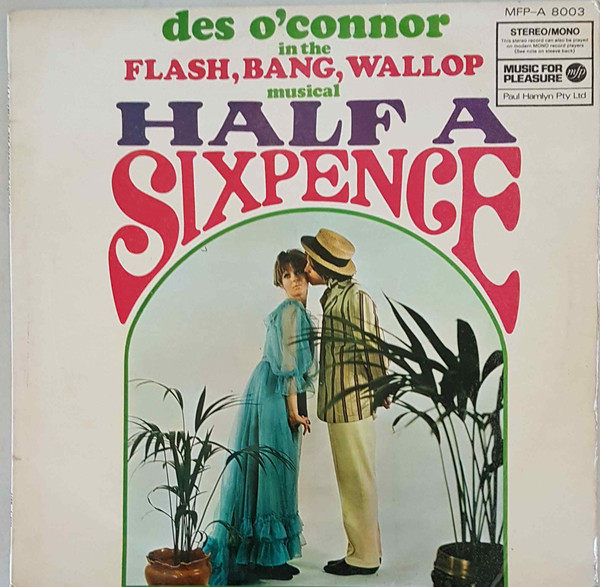 des o'connor
in the
FLASH, BANG, WALLOP
musical
HALF A
SIXPENCE
MFP–A 8003
STEREO/MONO
This stereo record can also be played
on modern MONO record players
(See note on sleeve back)
MUSIC FOR
PLEASURE mfp
Paul Hamlyn Pty Ltd